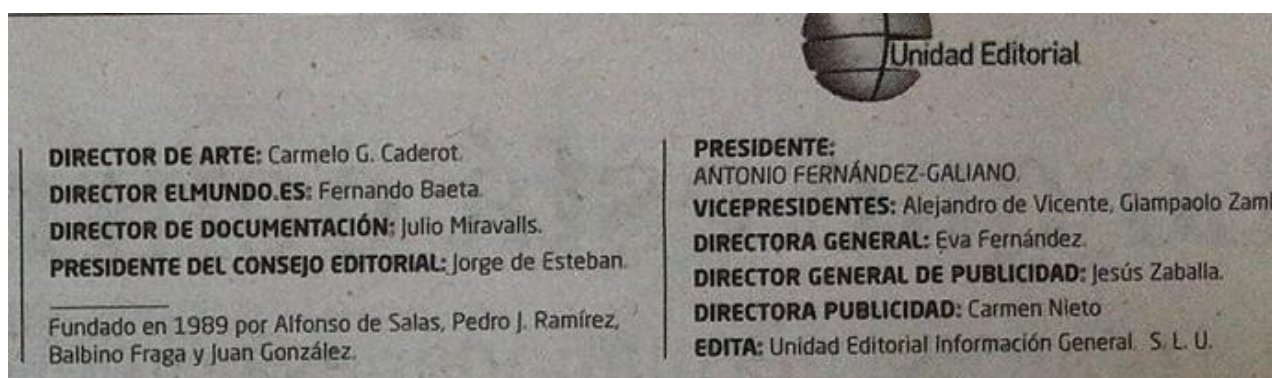 Unidad Editorial
DIRECTOR DE ARTE: Carmelo G. Caderot.
DIRECTOR ELMUNDO.ES: Fernando Baeta.
DIRECTOR DE DOCUMENTACIÓN: Julio Miravalls.
PRESIDENTE DEL CONSEJO EDITORIAL: Jorge de Esteban.
Fundado en 1989 por Alfonso de Salas, Pedro J. Ramírez,
Balbino Fraga y Juan González.
PRESIDENTE:
ANTONIO FERNÁNDEZ-GALIANO.
VICEPRESIDENTES: Alejandro de Vicente, Giampaolo
DIRECTORA GENERAL: Eva Fernández.
DIRECTOR GENERAL DE PUBLICIDAD: Jesús Zaballa.
DIRECTORA PUBLICIDAD: Carmen Nieto
EDITA: Unidad Editorial Información General. S. L. U.